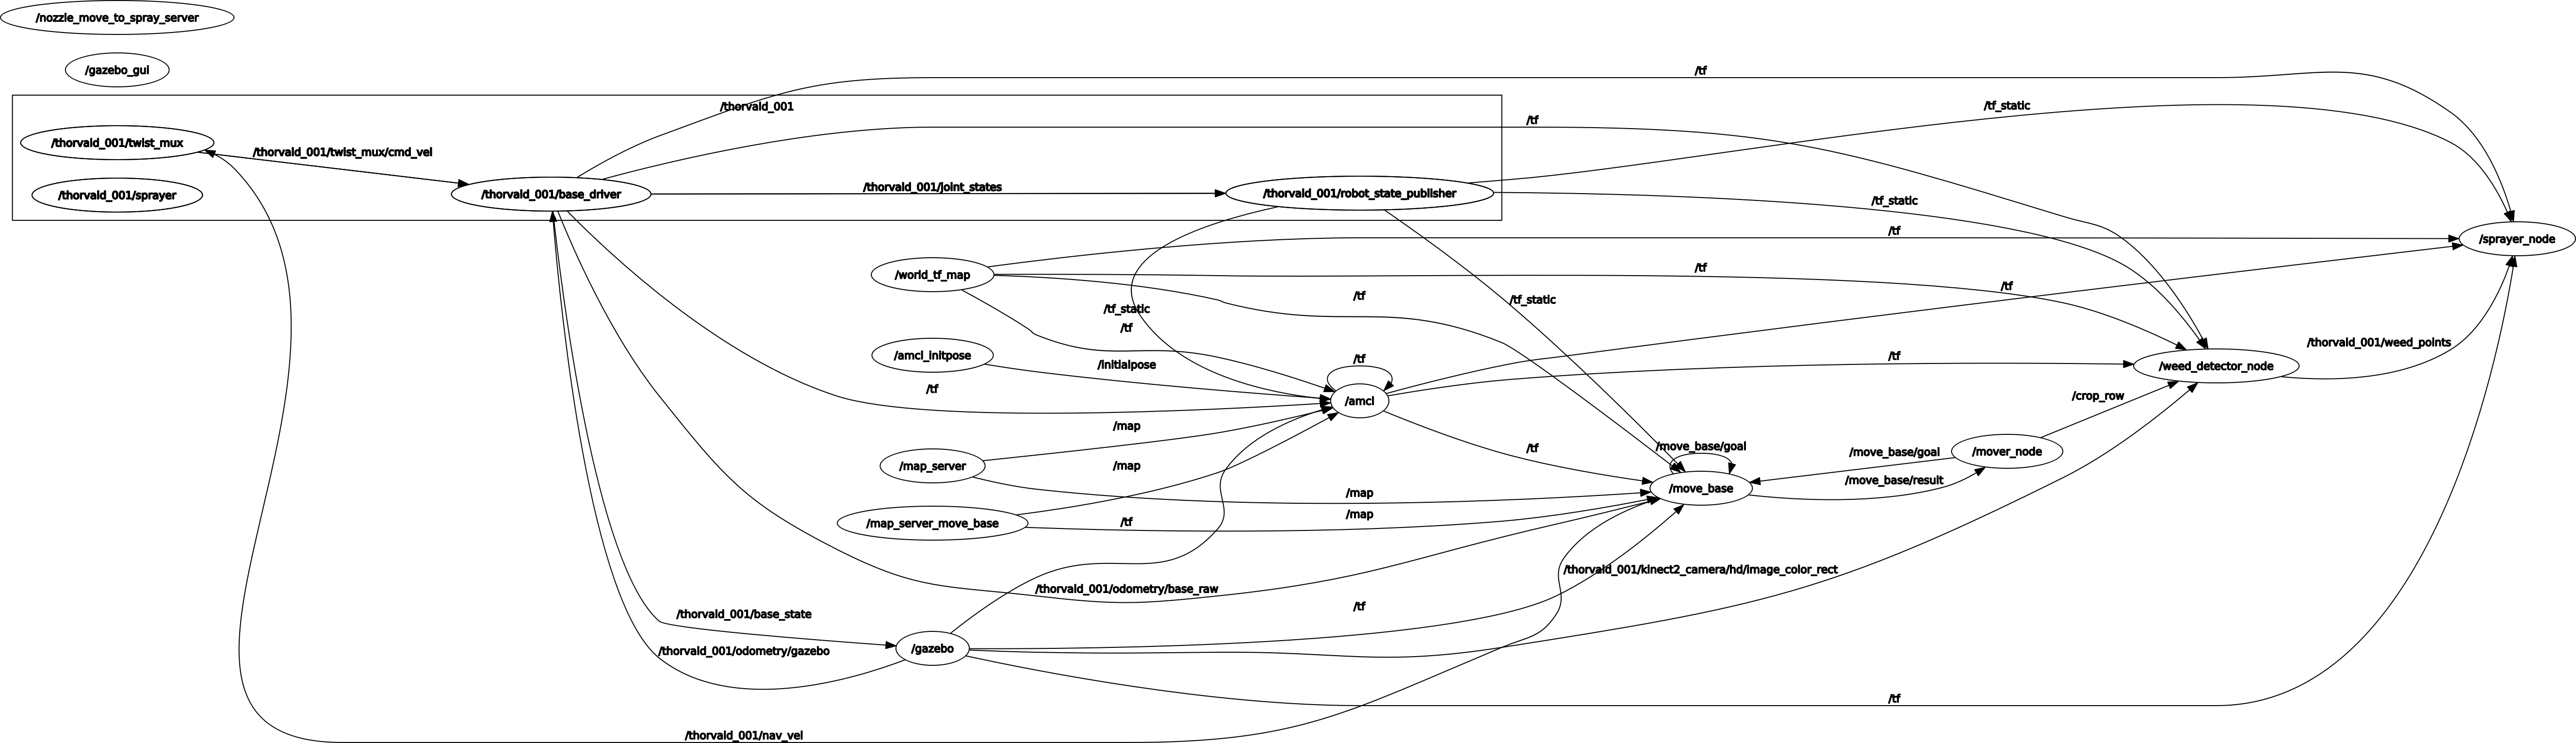 /nozzle_move_to_spray_server
/gazebo_gui
/tf
/thorvald_001
/tf_static
/tf
/thorvald_001/twist_mux
/thorvald_001/twist_mux/cmd_vel
/thorvald_001/sprayer
/thorvald_001/base_driver
/thorvald_001/joint_states
/thorvald_001/robot_state_publisher
/tf_static
/tf
/sprayer_node
/world_tf_map
/tf
/tf
/tf_static
/tf
/tf_static
/tf
/thorvald_001/weed_points
/amcl_initpose
/initialpose
/tf
/tf
/weed_detector_node
/tf
/amcl
/crop_row
/map
/tf
/move_base/goal
/move_base/goal
/mover_node
/map_server
/map
/move_base/result
/move_base
/map
/map
/map_server_move_base
/tf
/thorvald_001/kinect2_camera/hd/image_color_rect
/thorvald_001/odometry/base_raw
/tf
/thorvald_001/base_state
/thorvald_001/odometry/gazebo
/gazebo
/tf
/thorvald_001/nav_vel